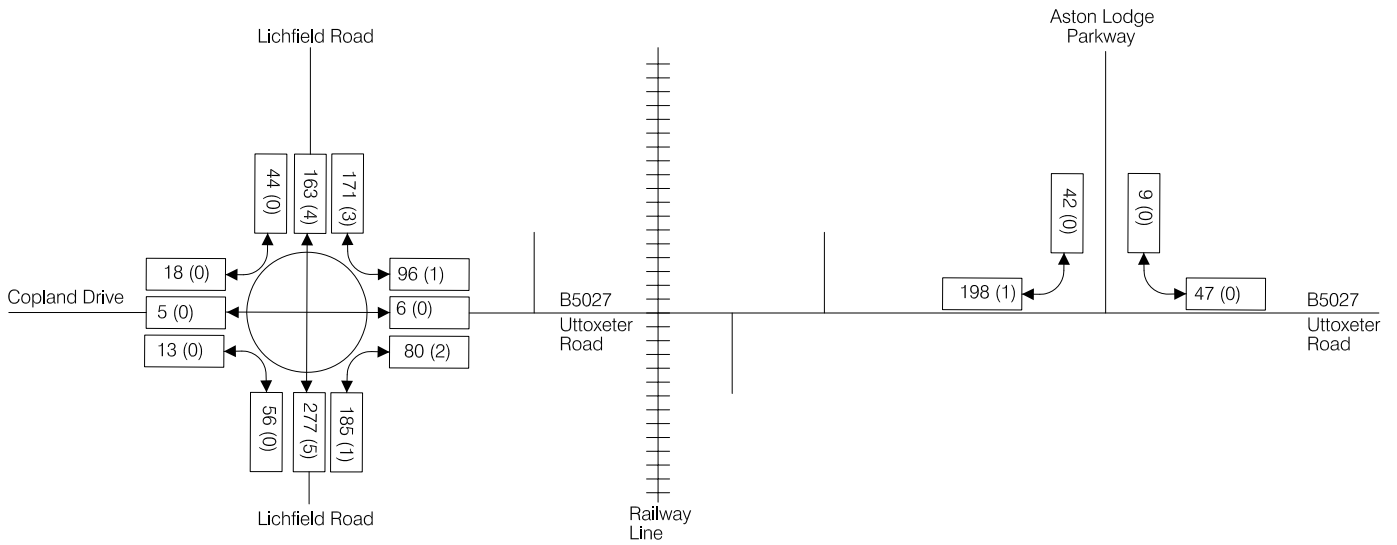 Lichfield Road
Aston Lodge
Parkway
44 (0)
163 (4)
171 (3)
42 (0)
9 (0)
18 (0)
96 (1)
198 (1)
47 (0)
Copland Drive
5 (0)
6 (0)
B5027
Uttoxeter
Road
B5027
Uttoxeter
Road
13 (0)
80 (2)
56 (0)
277 (5)
185 (1)
Lichfield Road
Railway
Line